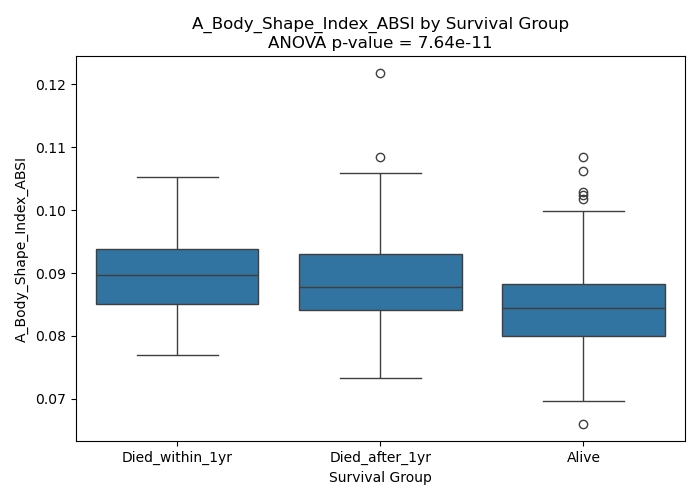 A_Body_Shape_Index_ABSI by Survival Group
ANOVA p-value = 7.64e-11
A_Body_Shape_Index_ABSI
0.12
0.11
0.10
0.09
0.08
0.07
Died_within_1yr
Died_after_1yr
Alive
Survival Group